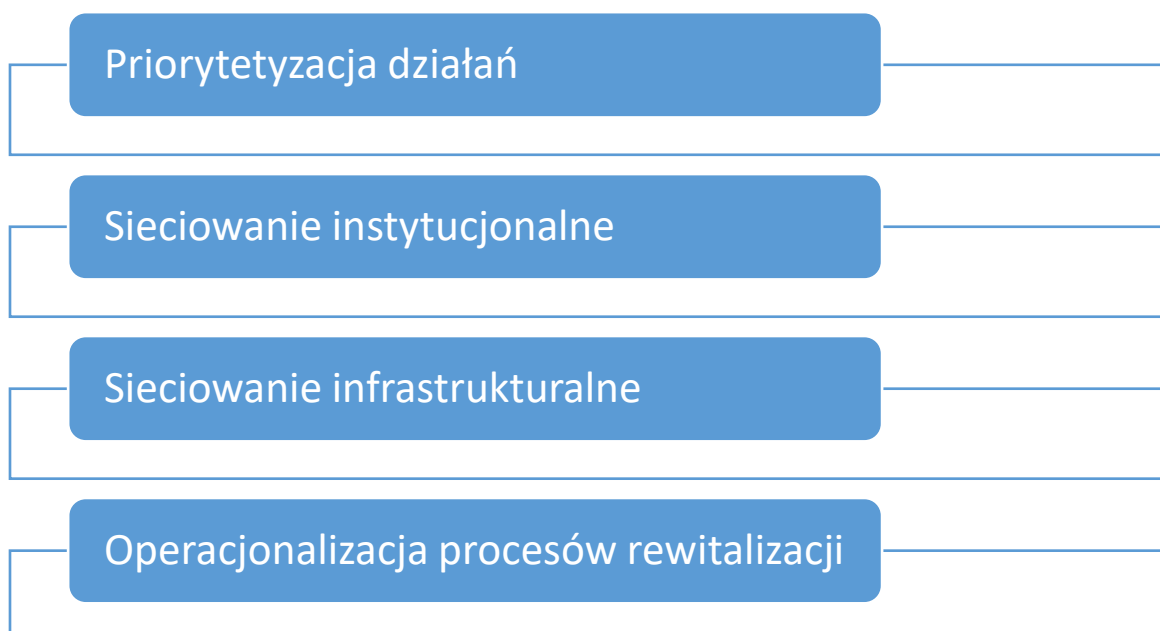 Priorytetyzacja działań
Sieciowanie instytucjonalne
Sieciowanie infrastrukturalne
Operacjonalizacja procesów rewitalizacji